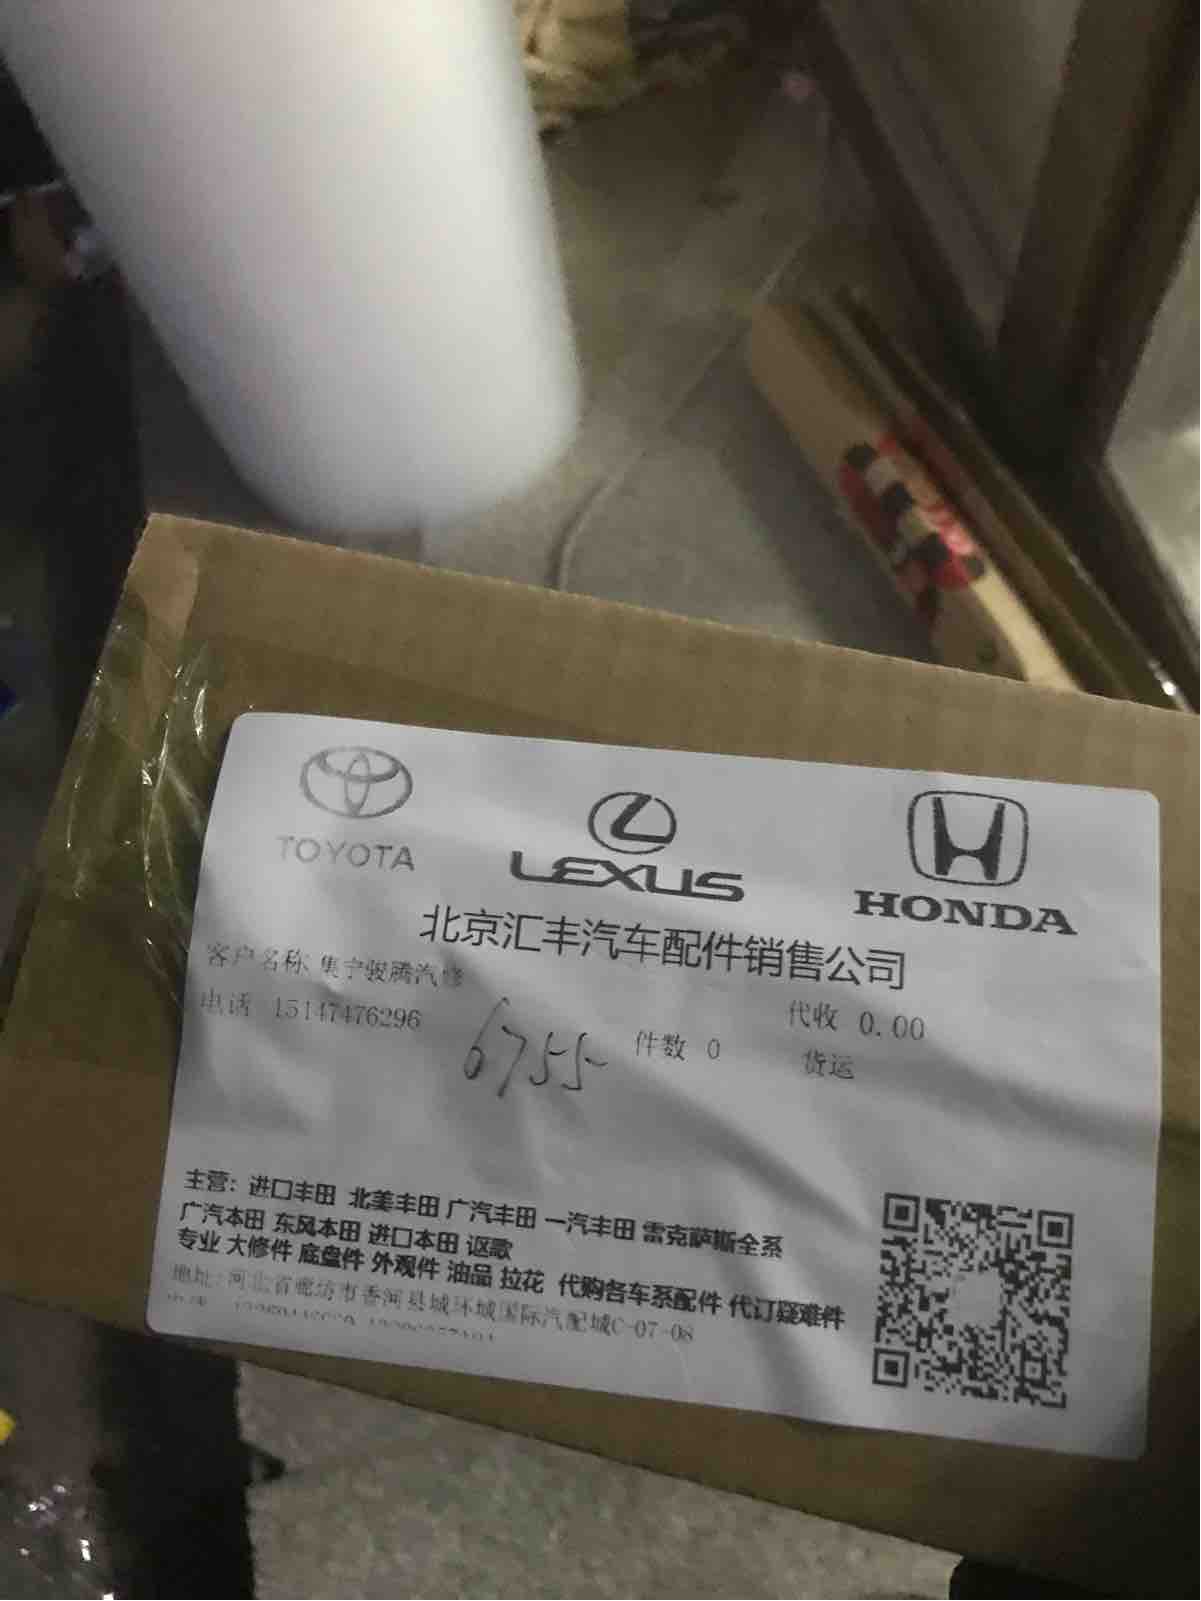 TOYOTA
LEXUS
HONDA
北京汇丰汽车配件销售公司
客户名称 集宁骏腾汽修
电话 15147476296
6755
件数 0
代收 0.00
货运
主营：进口丰田 北美丰田 广汽丰田 一汽丰田 雷克萨斯全系
广汽本田 东风本田 进口本田 讴歌
专业 大修件 底盘件 外观件 油品 拉花 代购各车系配件 代订疑难件
地址：河北省廊坊市香河县城环城国际汽配城C-07-08